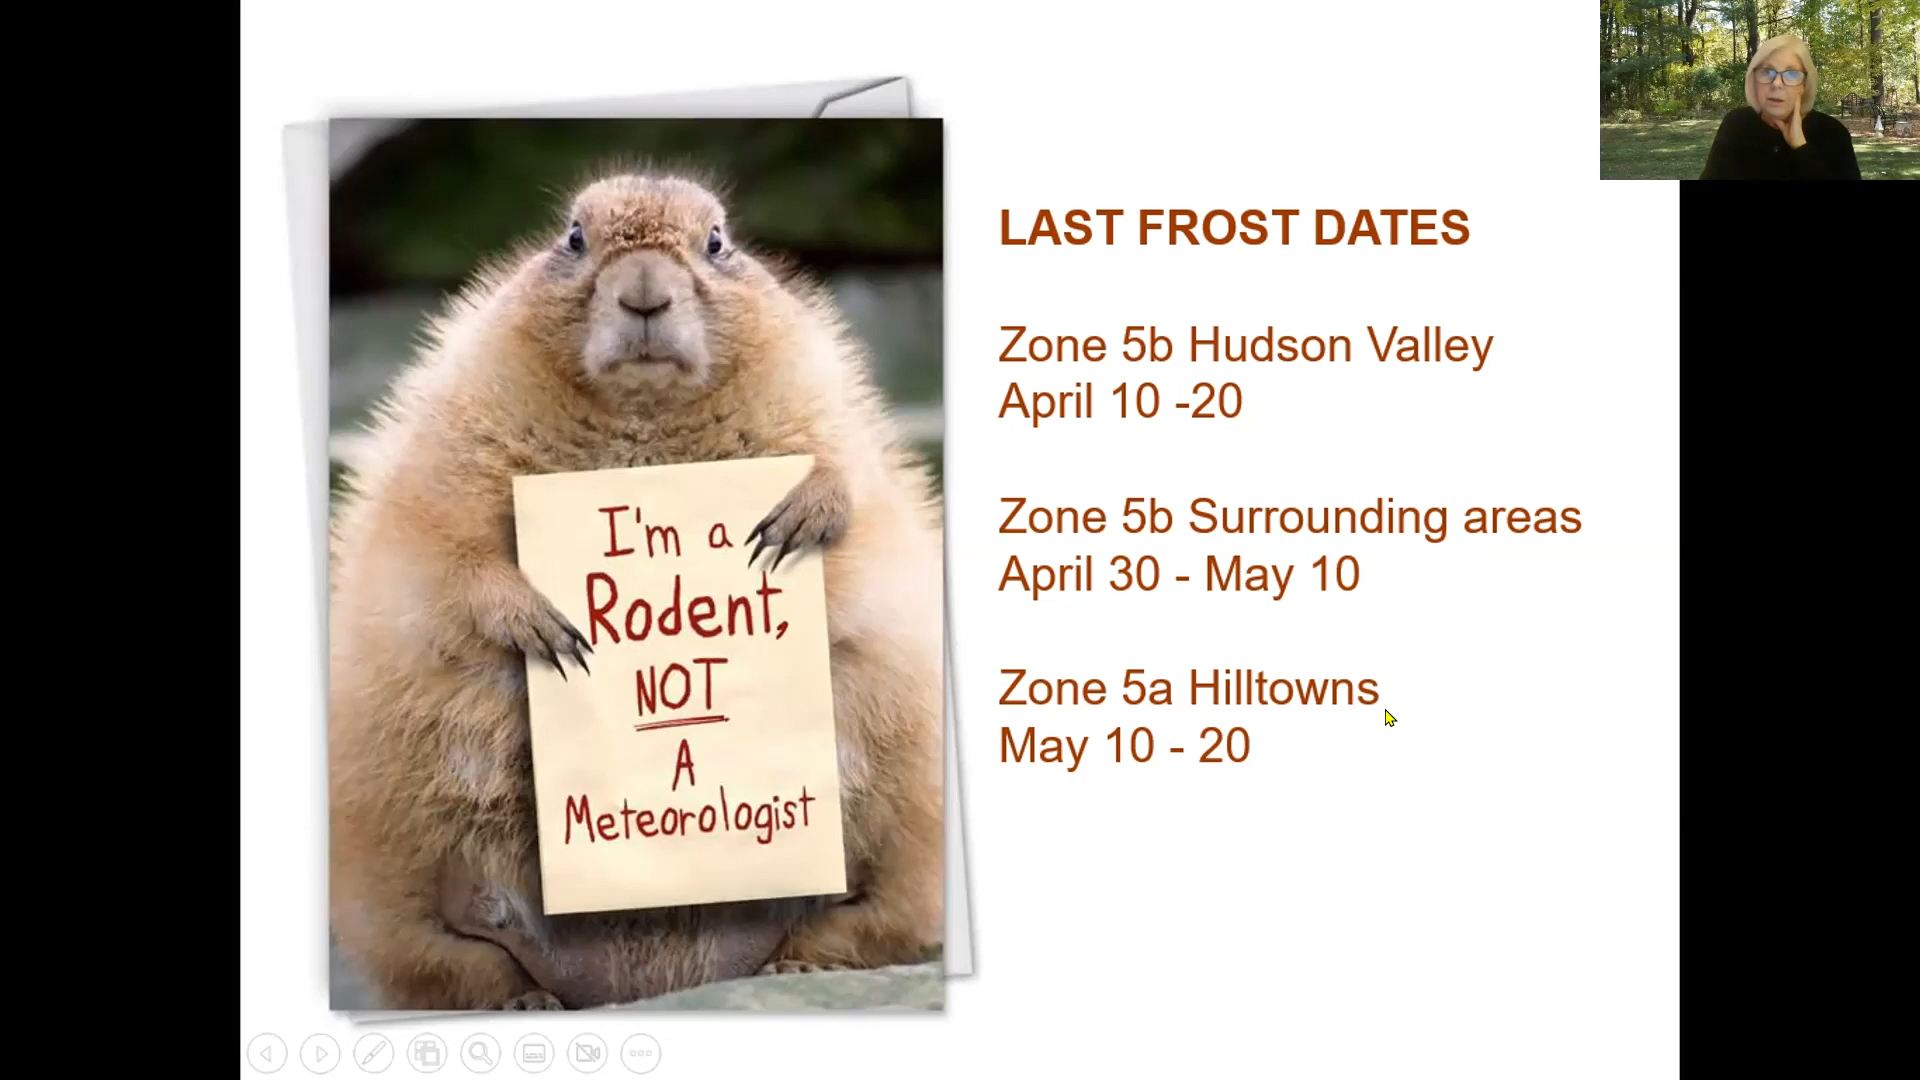 I'm a
Rodent,
NOT
A
Meteorologist
LAST FROST DATES
Zone 5b Hudson Valley
April 10 -20
Zone 5b Surrounding areas
April 30 - May 10
Zone 5a Hilltowns
May 10 - 20